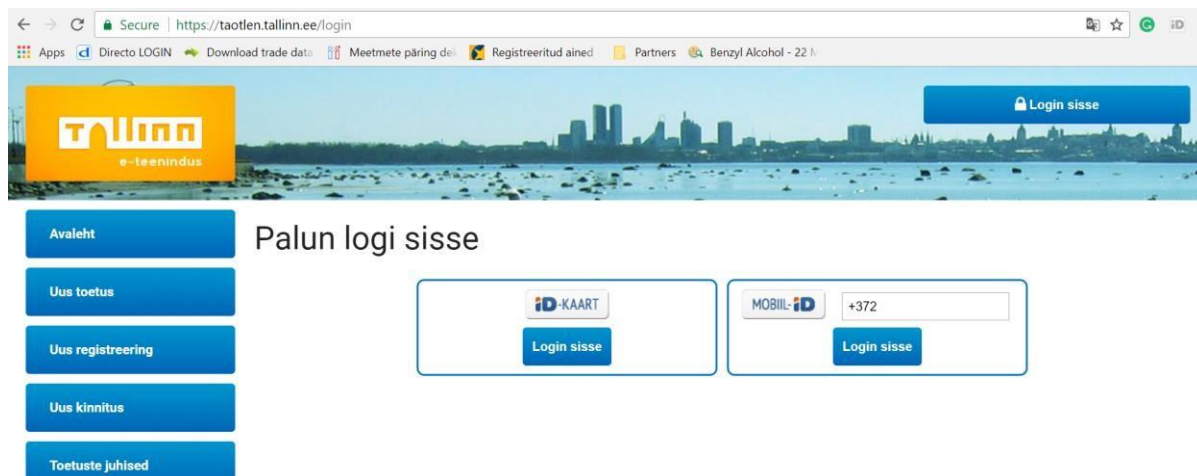 Secure https://taotlen.tallinn.ee/login
Apps Directo LOGIN Download trade data Meetmete päring de Registreeritud ained Partners Benzyl Alcohol - 22
Tallinn
e-teenindus
Login sisse
Avaleht
Uus toetus
Uus registreering
Uus kinnitus
Toetuste juhised
Palun logi sisse
iD-KAART
Login sisse
MOBIIL-iD +372
Login sisse